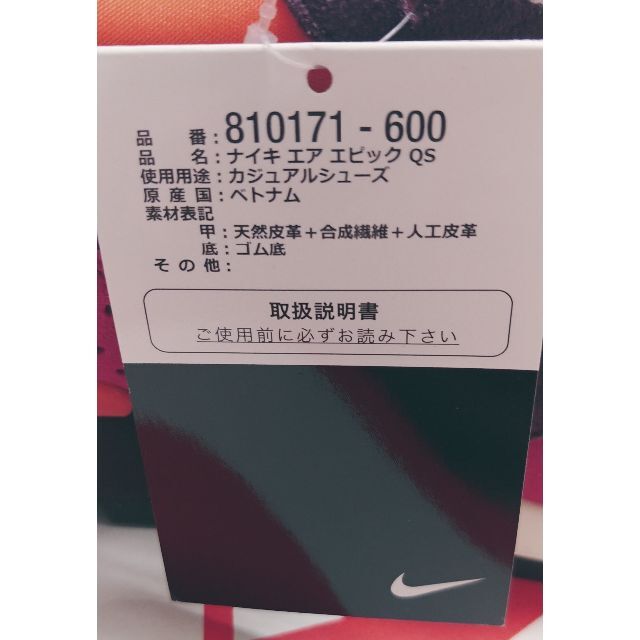 品 番：810171 - 600
品 名：ナイキ エア エピック QS
使用用途：カジュアルシューズ
原 産 国：ベトナム
素材表記
甲：天然皮革＋合成繊維＋人工皮革
底：ゴム底
そ の 他：
取扱説明書
ご使用前に必ずお読み下さい